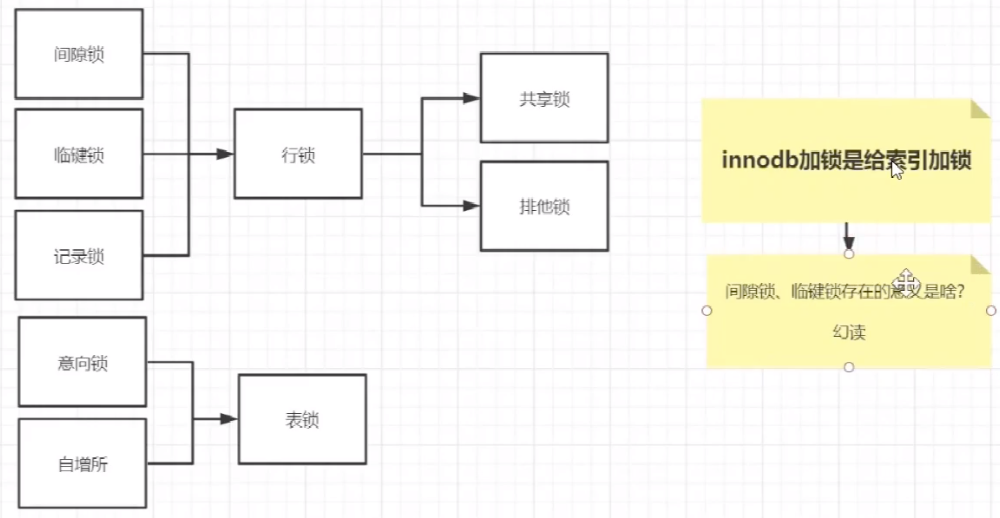 间隙锁
共享锁
临键锁
行锁
innodb加锁是给索引加锁
排他锁
记录锁
间隙锁、临键锁存在的意义是啥?
幻读
意向锁
表锁
自增所